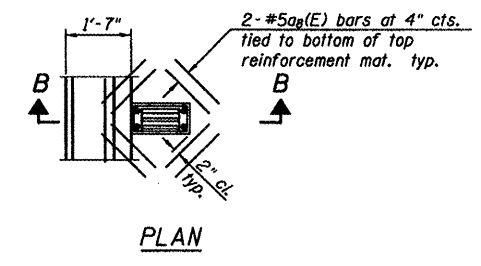 2-#5a8(E) bars at 4" cts.
tied to bottom of top
reinforcement mat. typ.
1'-7"
B
B
2" cl.
typ.
PLAN